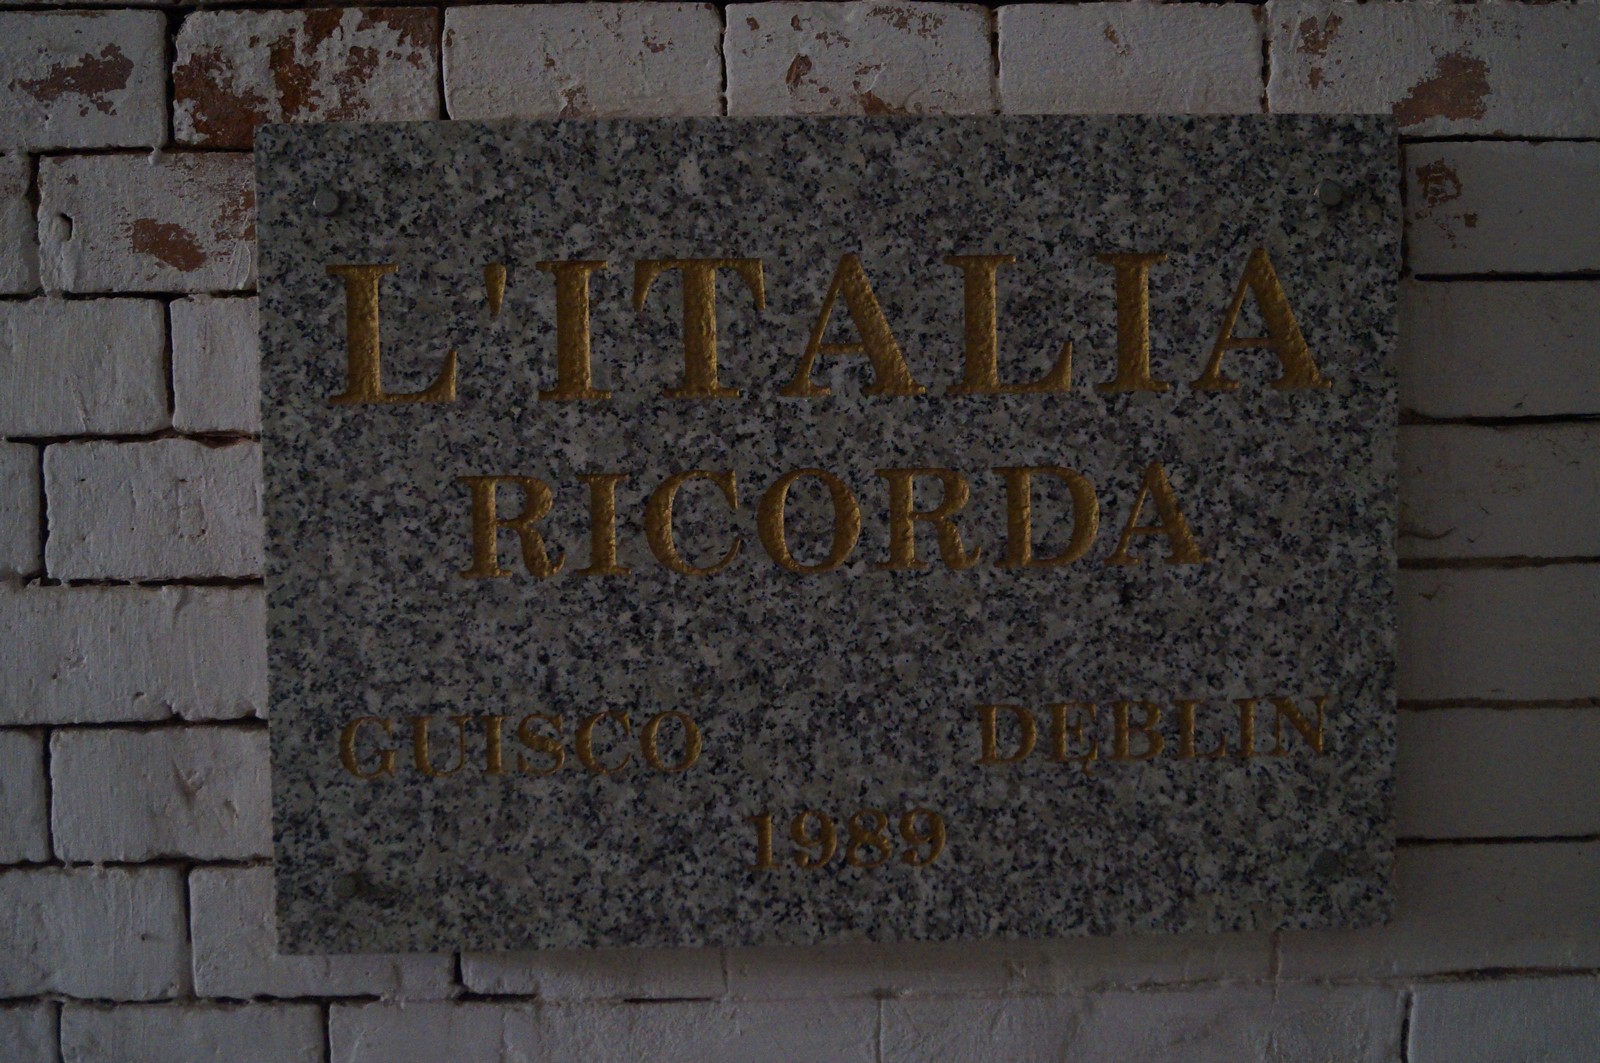 L'ITALIA
RICORDA
GUISCO DĘBLIN
1989